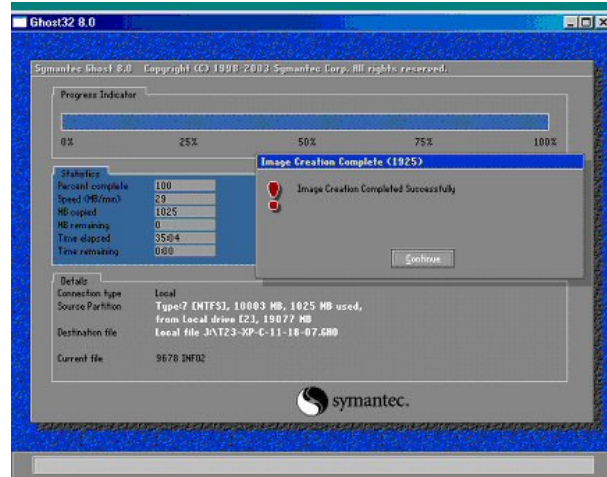 Ghost32 8.0
Symantec Ghost 8.0 Copyright (C) 1998-2003 Symantec Corp. All rights reserved.
Progress Indicator
0% 25% 50% 75% 100%
Image Creation Complete (1925)
Image Creation Completed Successfully
Continue
Statistics
Percent complete 100
Speed (MB/min) 29
MB copied 1025
MB remaining 0
Time elapsed 35:04
Time remaining 0:00
Details
Connection type Local
Source Partition Type:7 [NTFS], 10003 MB, 1025 MB used,
from Local drive [2], 19077 MB
Destination file Local file J:\T23-XP-C-11-18-07.GHO
Current file 9678 INFO2
symantec.